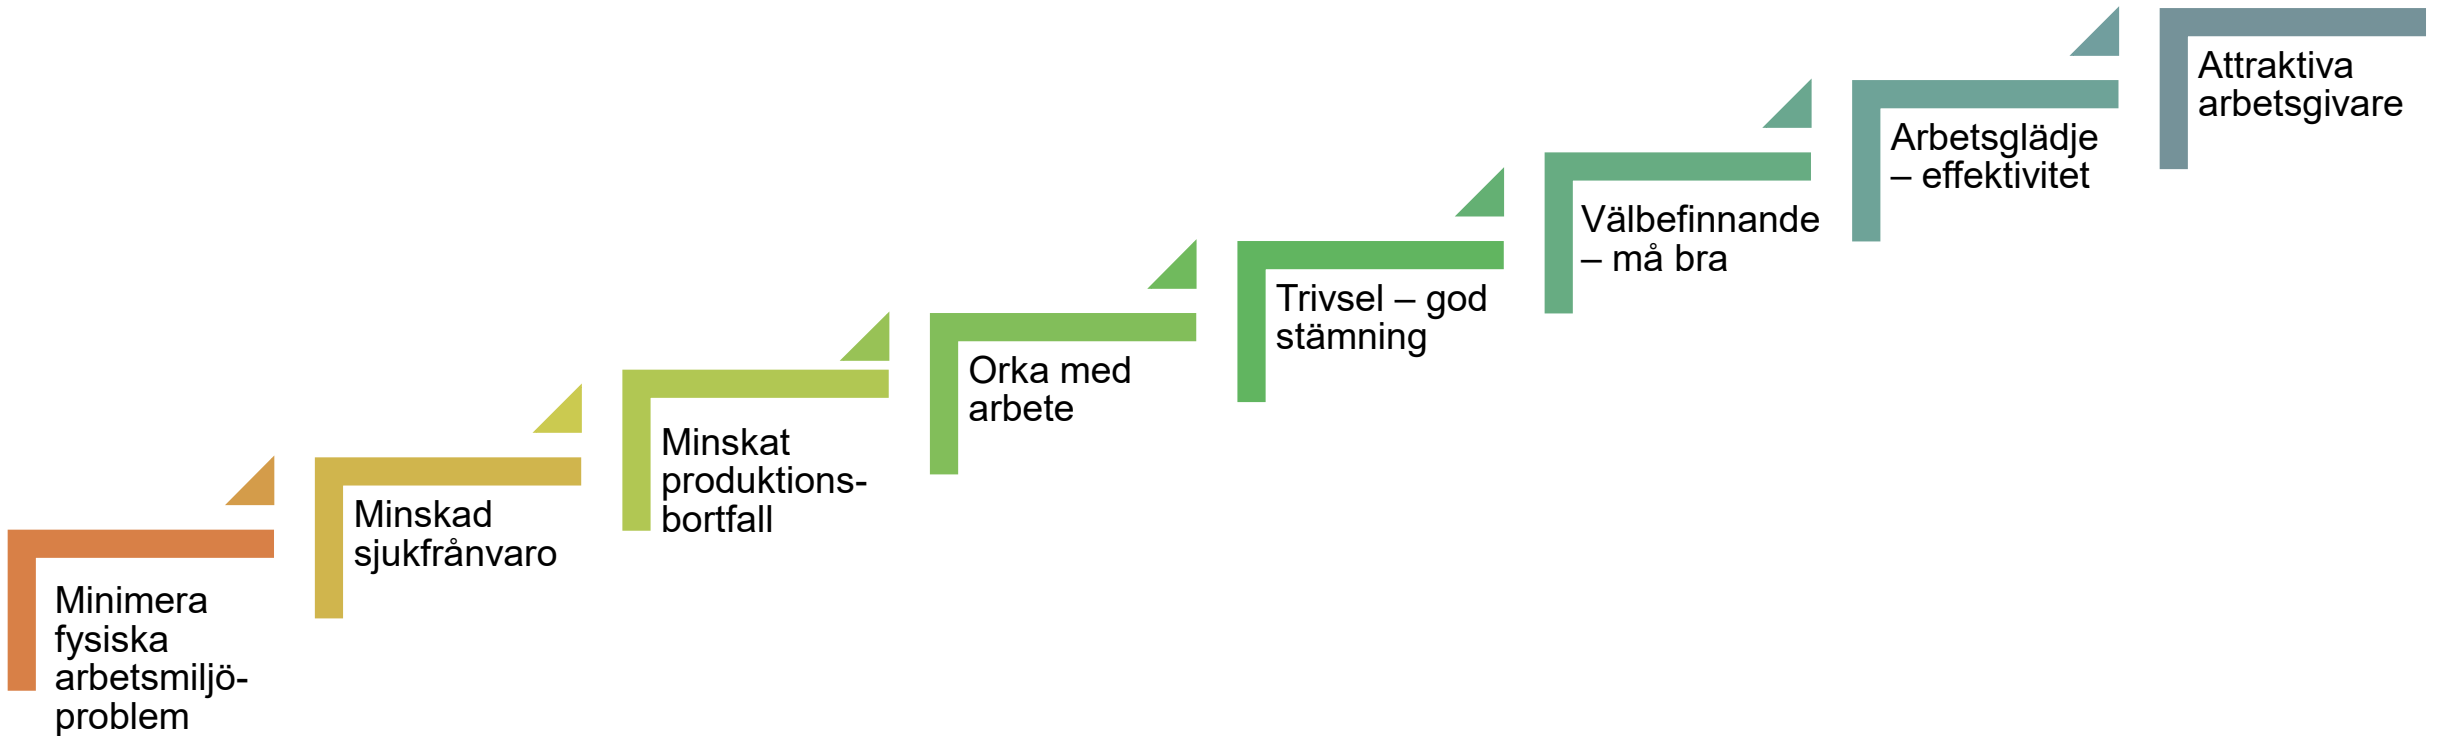 Minimera
fysiska
arbetsmiljö-
problem
Minskad
sjukfrånvaro
Minskat
produktions-
bortfall
Orka med
arbete
Trivsel – god
stämning
Välbefinnande
– må bra
Arbetsglädje
– effektivitet
Attraktiva
arbetsgivare